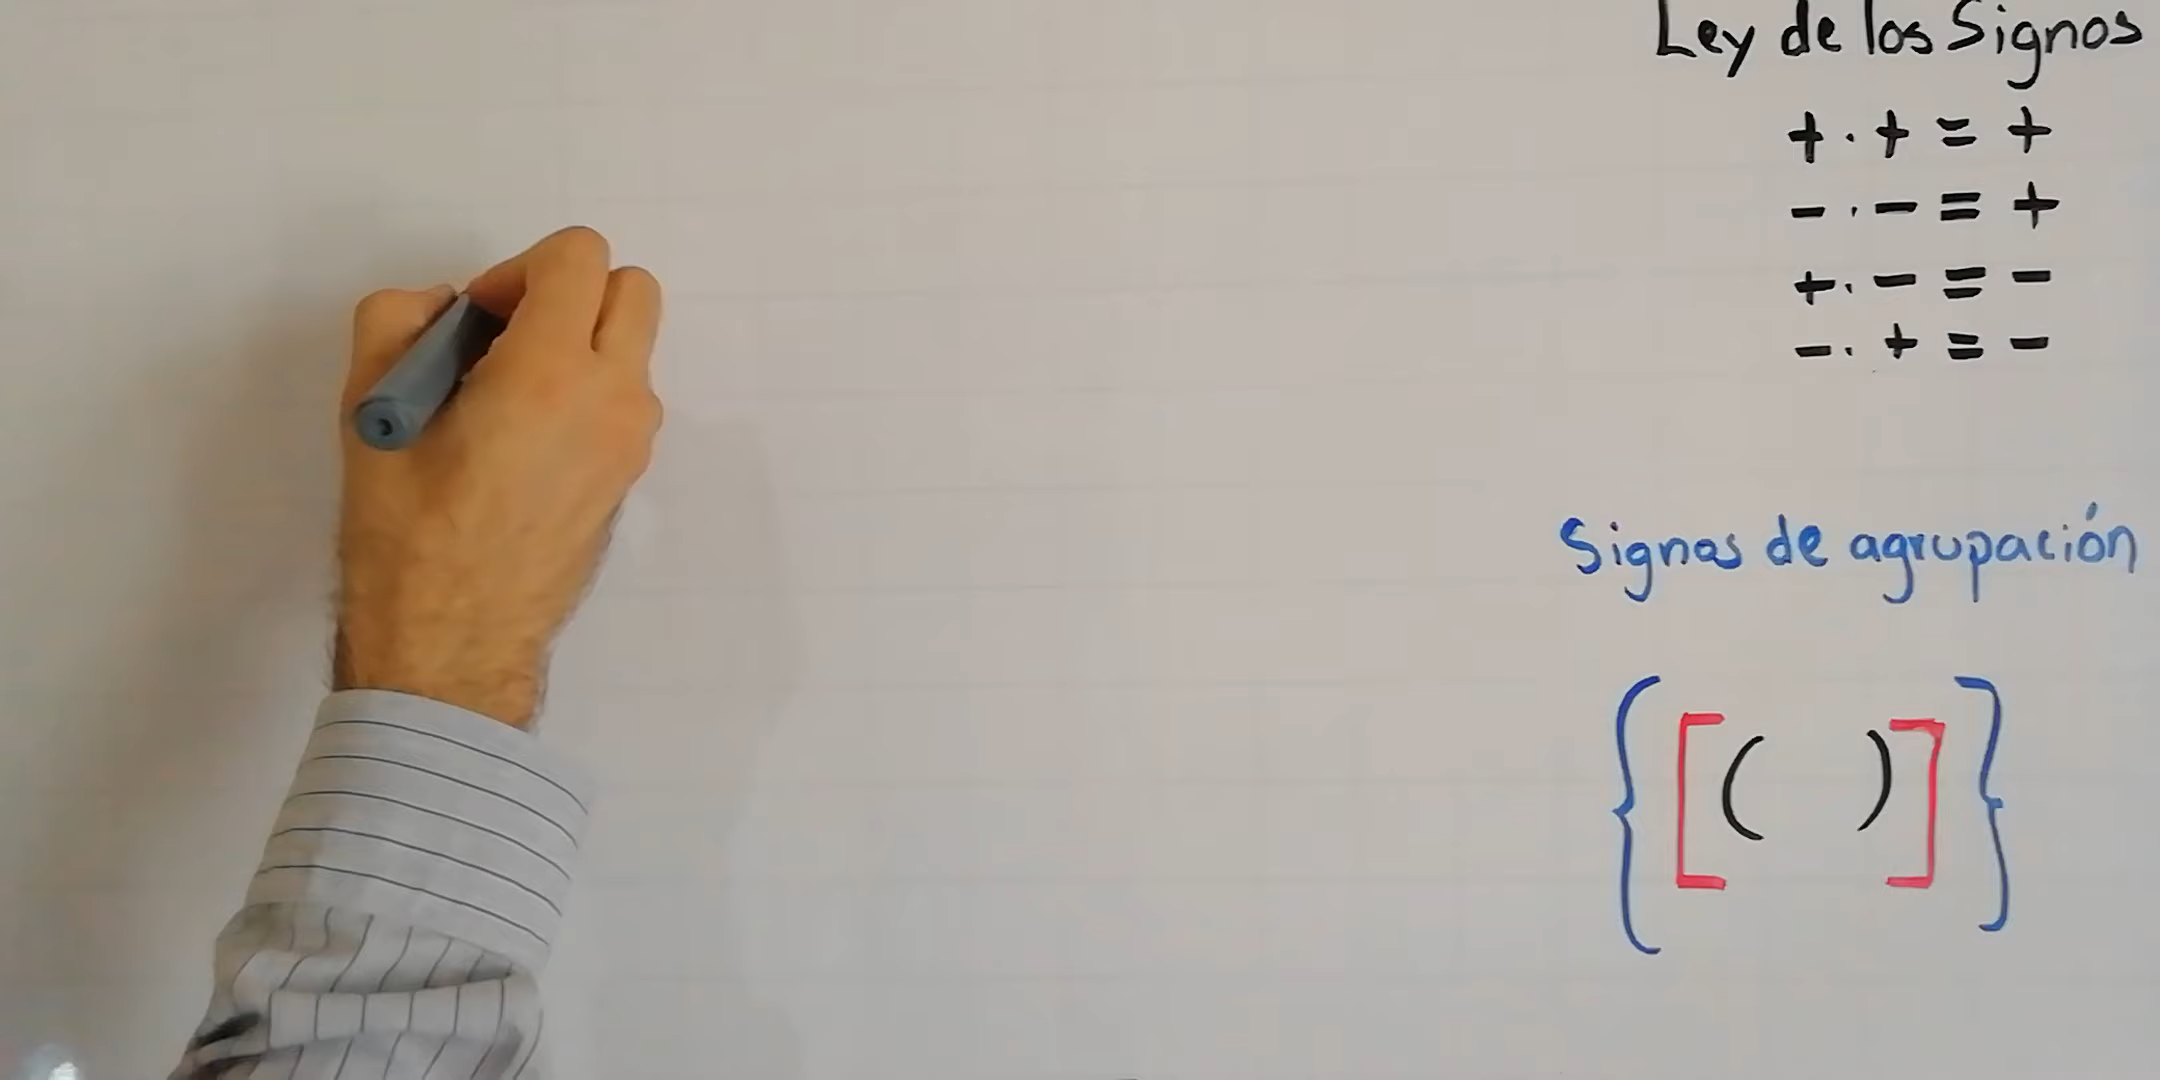 Ley de los Signos
+ . + = +
- . - = +
+ . - = -
- . + = -
Signos de agrupación
{ [ ( ) ] }